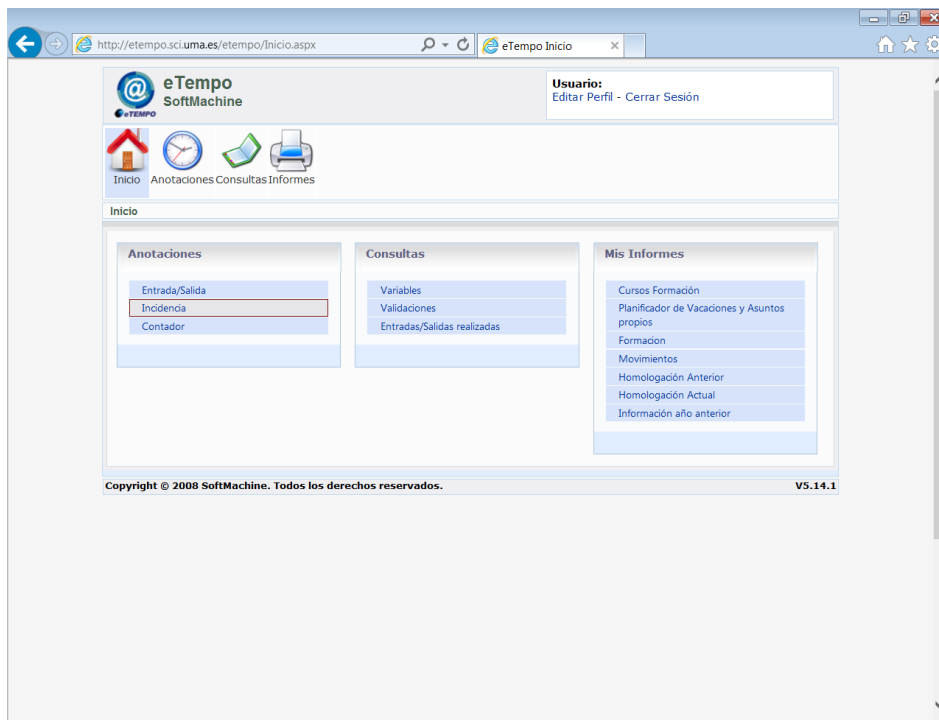 http://etempo.sci.uma.es/etempo/Inicio.aspx
eTempo Inicio
eTempo
SoftMachine
eTEMPO
Usuario:
Editar Perfil - Cerrar Sesión
Inicio
Anotaciones
Consultas
Informes
Inicio
Anotaciones
Entrada/Salida
Incidencia
Contador
Consultas
Variables
Validaciones
Entradas/Salidas realizadas
Mis Informes
Cursos Formación
Planificador de Vacaciones y Asuntos
propios
Formacion
Movimientos
Homologación Anterior
Homologación Actual
Información año anterior
Copyright © 2008 SoftMachine. Todos los derechos reservados.
V5.14.1